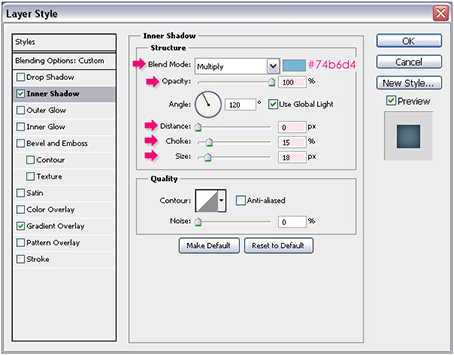 Layer Style
Styles
Blending Options: Custom
Drop Shadow
Inner Shadow
Outer Glow
Inner Glow
Bevel and Emboss
Contour
Texture
Satin
Color Overlay
Gradient Overlay
Pattern Overlay
Stroke
Inner Shadow
Structure
Blend Mode: Multiply #74b6d4
Opacity: 100 %
Angle: 120 ° Use Global Light
Distance: 0 px
Choke: 15 %
Size: 18 px
Quality
Contour: Anti-aliased
Noise: 0 %
Make Default Reset to Default
OK
Cancel
New Style...
Preview